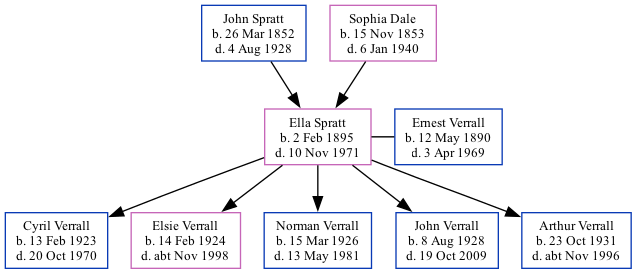 John Spratt
b. 26 Mar 1852
d. 4 Aug 1928
Sophia Dale
b. 15 Nov 1853
d. 6 Jan 1940
Ella Spratt
b. 2 Feb 1895
d. 10 Nov 1971
Ernest Verrall
b. 12 May 1890
d. 3 Apr 1969
Cyril Verrall
b. 13 Feb 1923
d. 20 Oct 1970
Elsie Verrall
b. 14 Feb 1924
d. abt Nov 1998
Norman Verrall
b. 15 Mar 1926
d. 13 May 1981
John Verrall
b. 8 Aug 1928
d. 19 Oct 2009
Arthur Verrall
b. 23 Oct 1931
d. abt Nov 1996